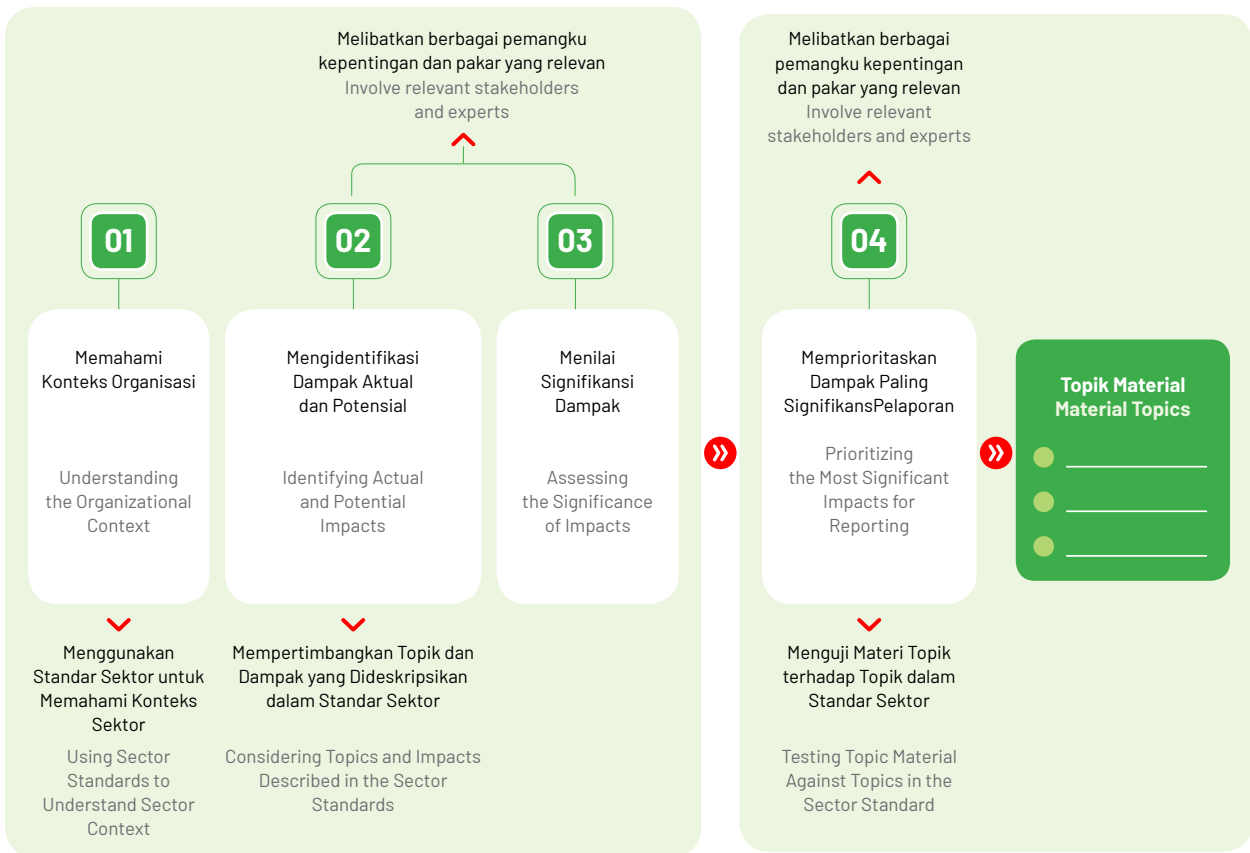 Melibatkan berbagai pemangku
kepentingan dan pakar yang relevan
Involve relevant stakeholders
and experts
01
02
03
Memahami
Konteks Organisasi
Understanding
the Organizational
Context
Mengidentifikasi
Dampak Aktual
dan Potensial
Identifying Actual
and Potential
Impacts
Menilai
Signifikansi
Dampak
Assessing
the Significance
of Impacts
Menggunakan
Standar Sektor untuk
Memahami Konteks
Sektor
Using Sector
Standards to
Understand Sector
Context
Mempertimbangkan Topik dan
Dampak yang Dideskripsikan
dalam Standar Sektor
Considering Topics and Impacts
Described in the Sector
Standards
Melibatkan berbagai
pemangku kepentingan
dan pakar yang relevan
Involve relevant
stakeholders and experts
04
Memprioritaskan
Dampak Paling
SignifikansPelaporan
Prioritizing
the Most Significant
Impacts for
Reporting
Menguji Materi Topik
terhadap Topik dalam
Standar Sektor
Testing Topic Material
Against Topics in the
Sector Standard
Topik Material
Material Topics